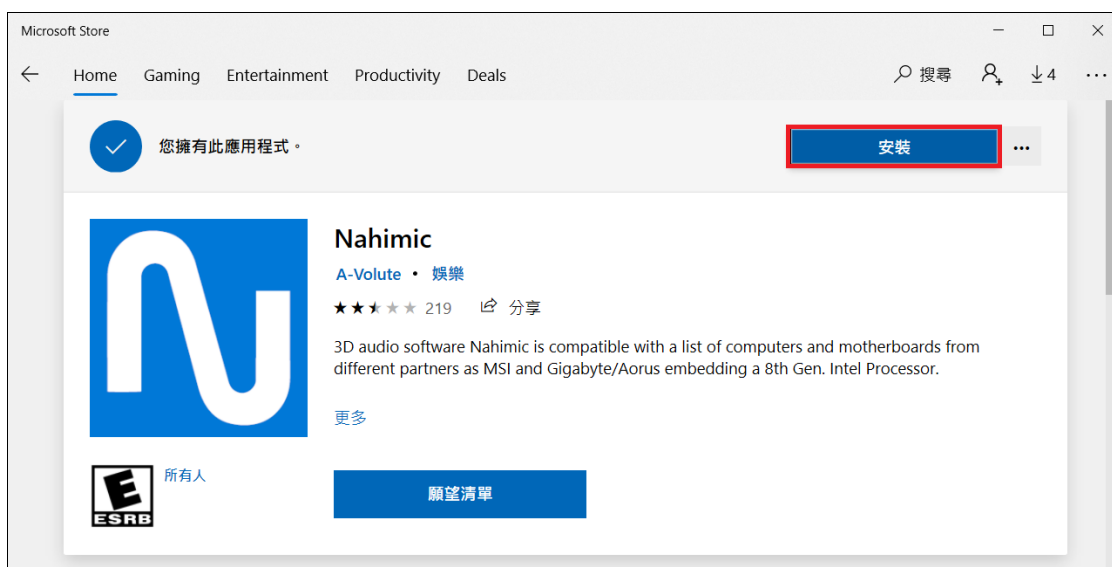 Microsoft Store
Home Gaming Entertainment Productivity Deals 搜尋 4
您擁有此應用程式。 安裝
Nahimic
A-Volute • 娛樂
219 分享
3D audio software Nahimic is compatible with a list of computers and motherboards from
different partners as MSI and Gigabyte/Aorus embedding a 8th Gen. Intel Processor.
更多
E
ESRB
所有人
願望清單